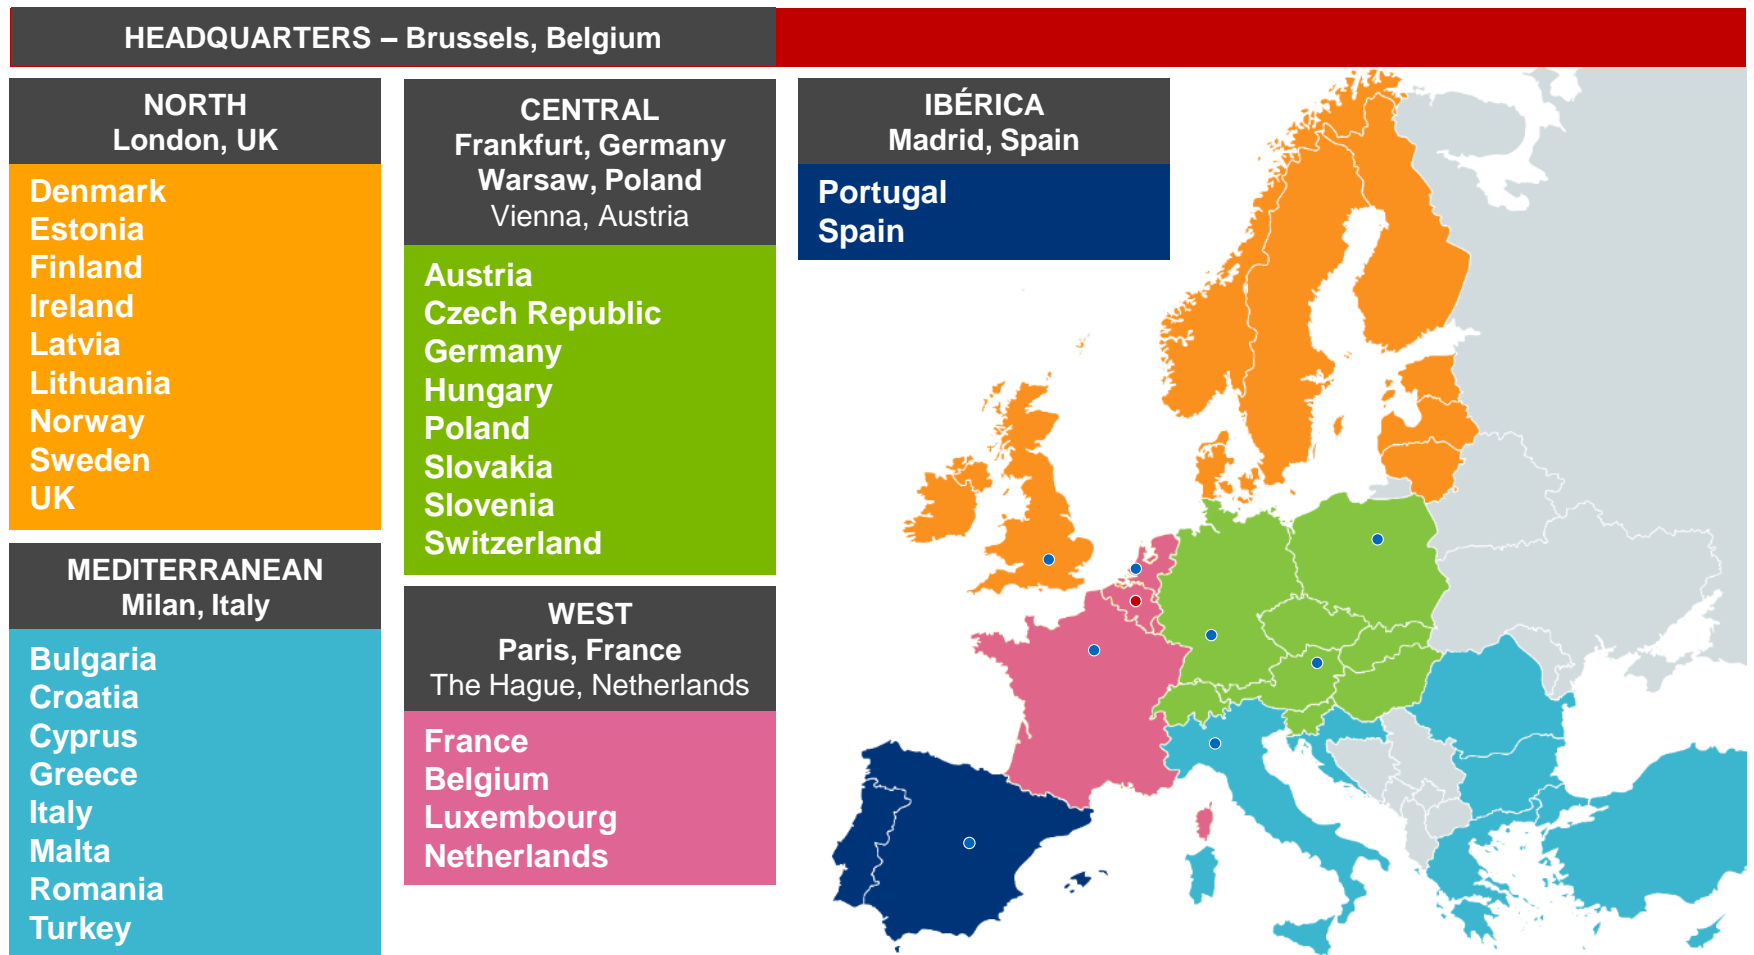 HEADQUARTERS – Brussels, Belgium
NORTH
London, UK
Denmark
Estonia
Finland
Ireland
Latvia
Lithuania
Norway
Sweden
UK
MEDITERRANEAN
Milan, Italy
Bulgaria
Croatia
Cyprus
Greece
Italy
Malta
Romania
Turkey
CENTRAL
Frankfurt, Germany
Warsaw, Poland
Vienna, Austria
Austria
Czech Republic
Germany
Hungary
Poland
Slovakia
Slovenia
Switzerland
WEST
Paris, France
The Hague, Netherlands
France
Belgium
Luxembourg
Netherlands
IBÉRICA
Madrid, Spain
Portugal
Spain